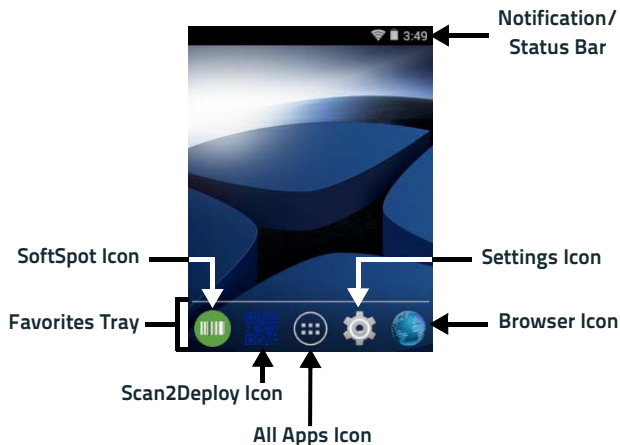 Notification/
Status Bar
3:49
SoftSpot Icon
Settings Icon
Favorites Tray
Browser Icon
Scan2Deploy Icon
All Apps Icon